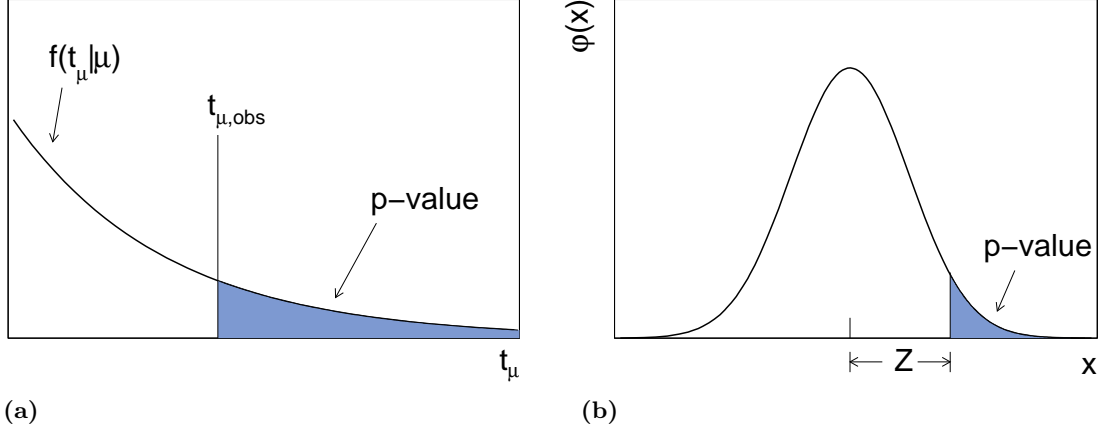 f(t_μ|μ)
t_μ,obs
p−value
t_μ
(a)
φ(x)
p−value
Z
x
(b)